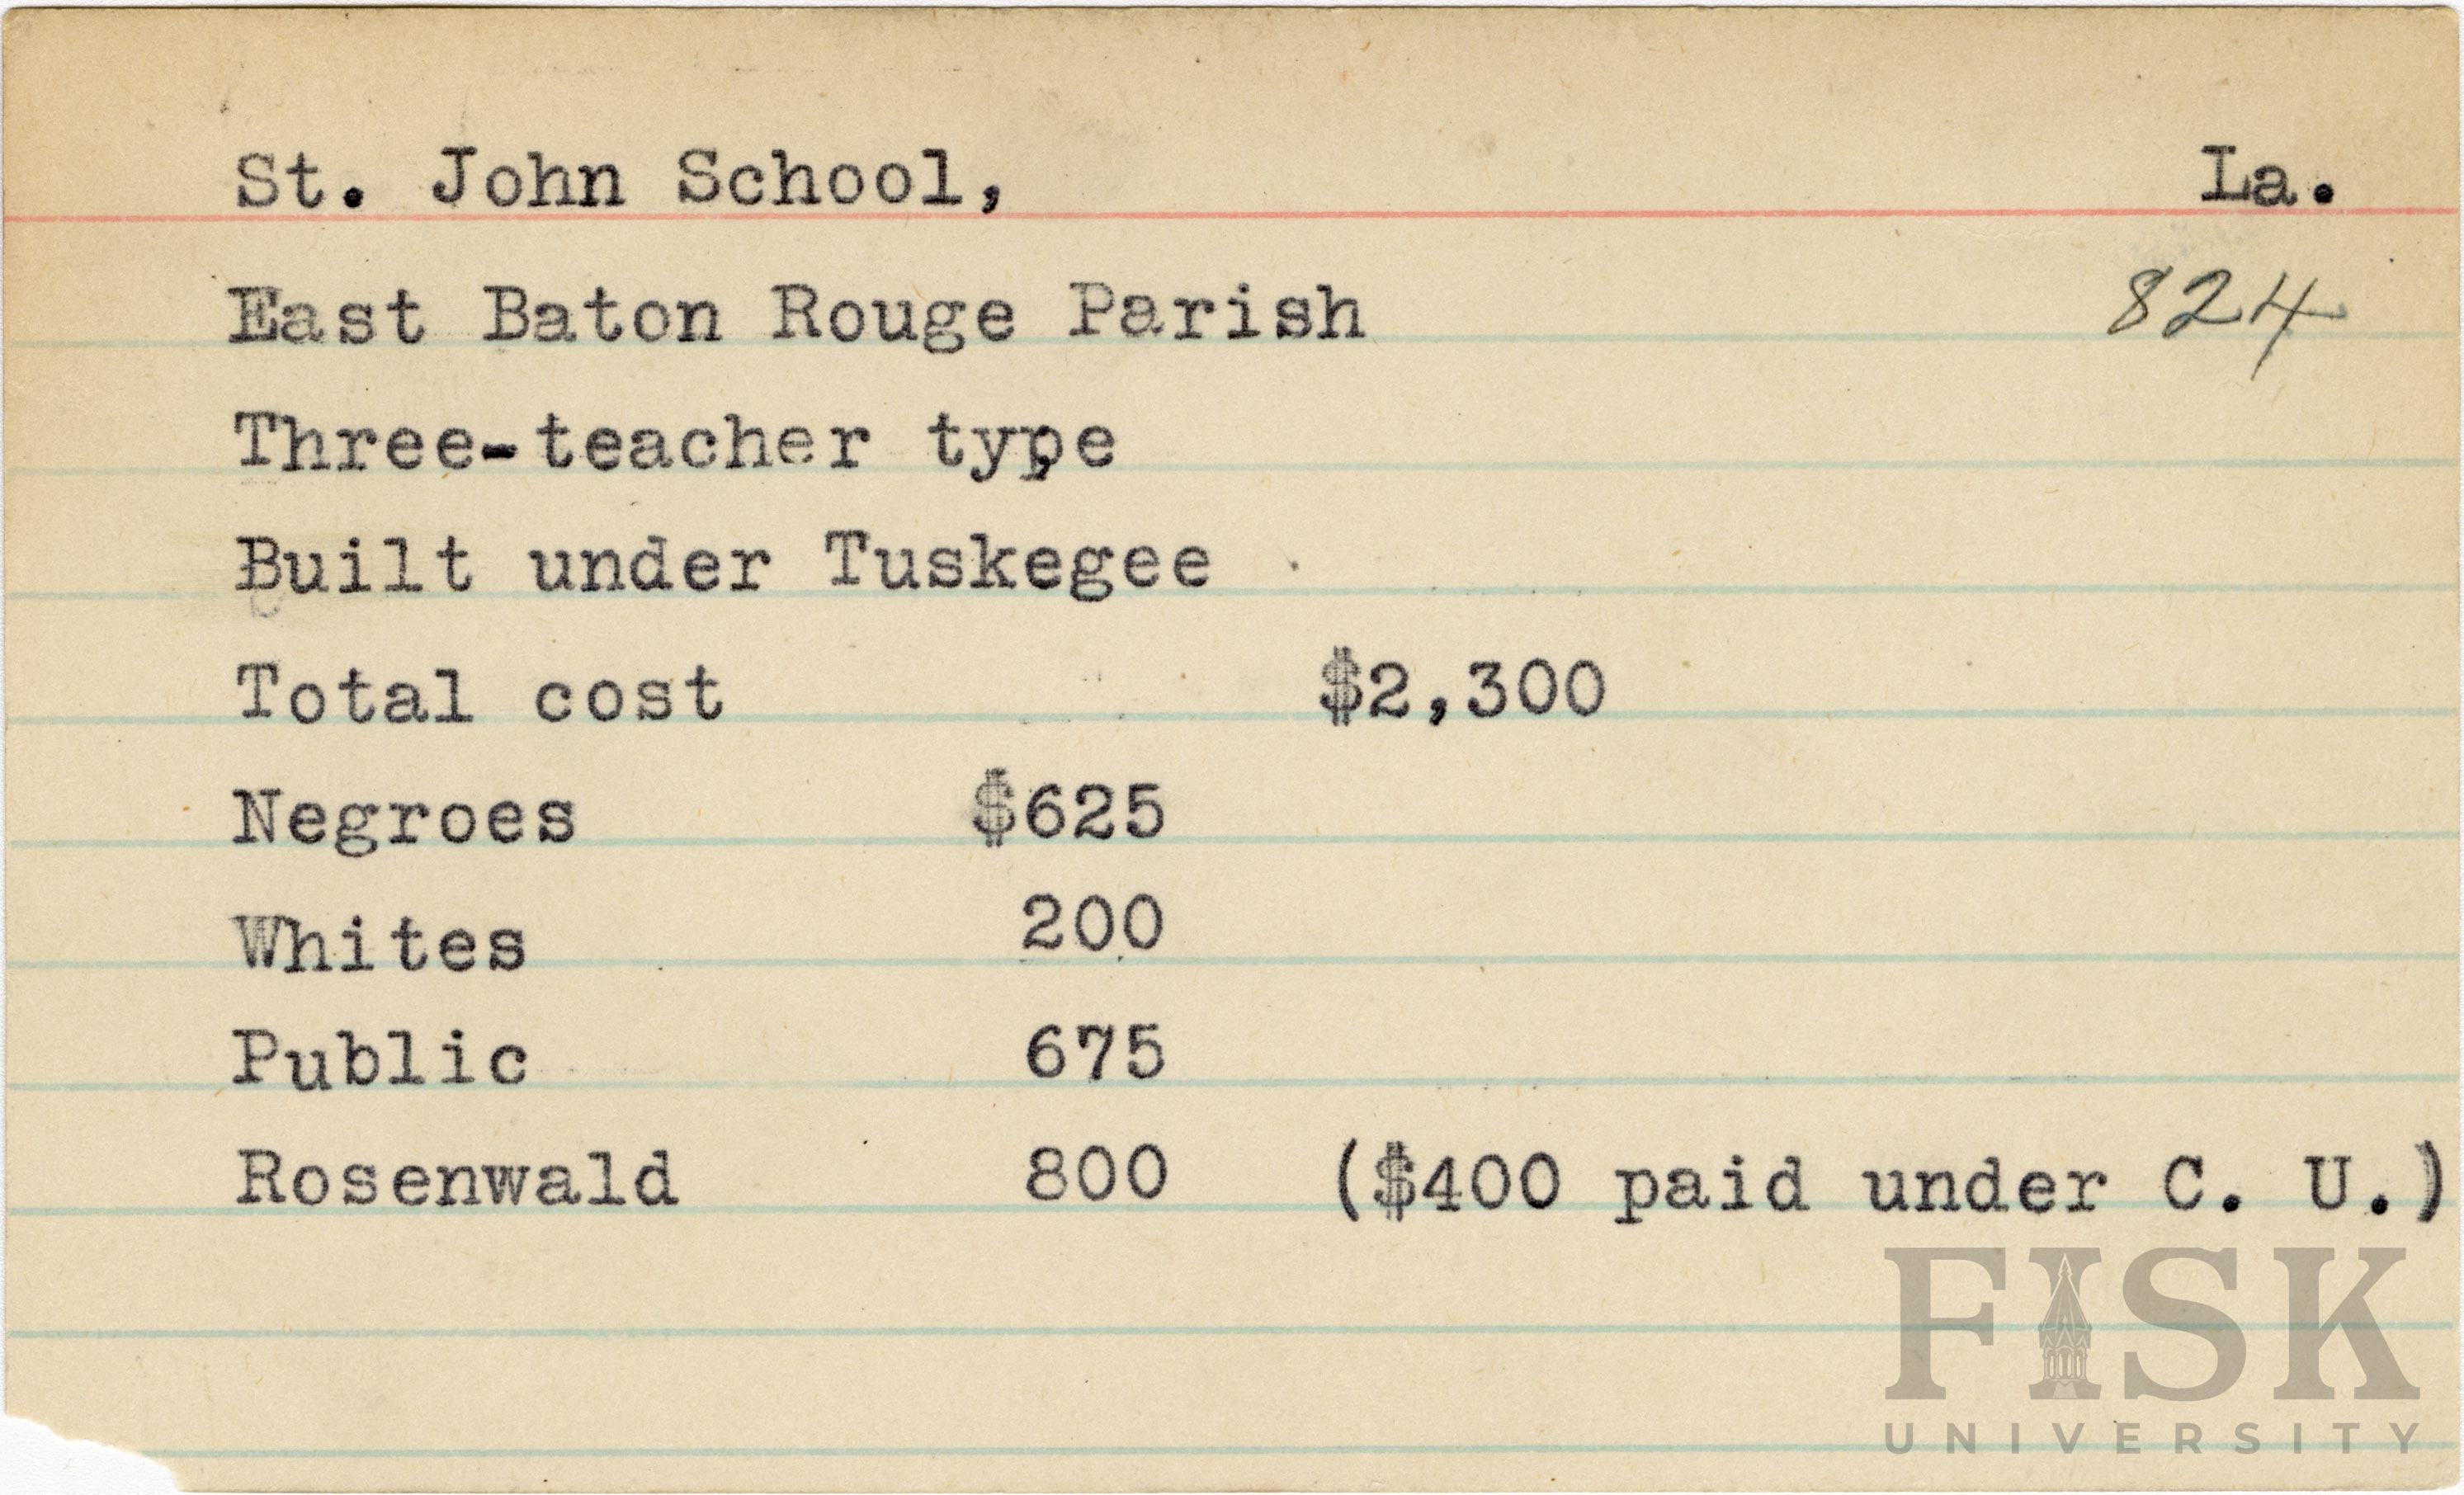 St. John School, La.
East Baton Rouge Parish 824
Three-teacher type
Built under Tuskegee
Total cost $2,300
Negroes $625
Whites 200
Public 675
Rosenwald 800 ($400 paid under C. U.)
FISK
UNIVERSITY